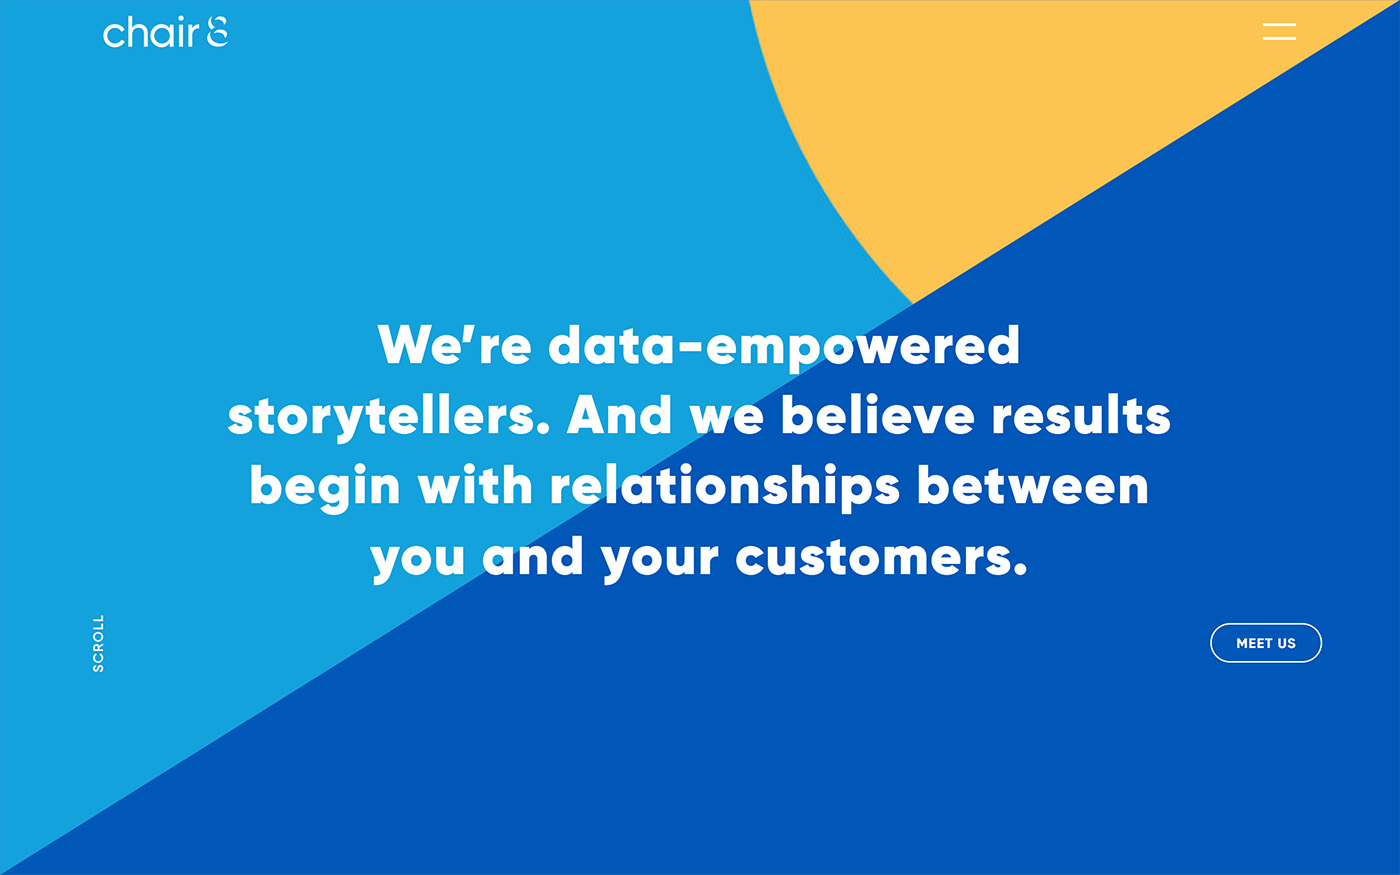 chair 8
We’re data-empowered
storytellers. And we believe results
begin with relationships between
you and your customers.
SCROLL
MEET US